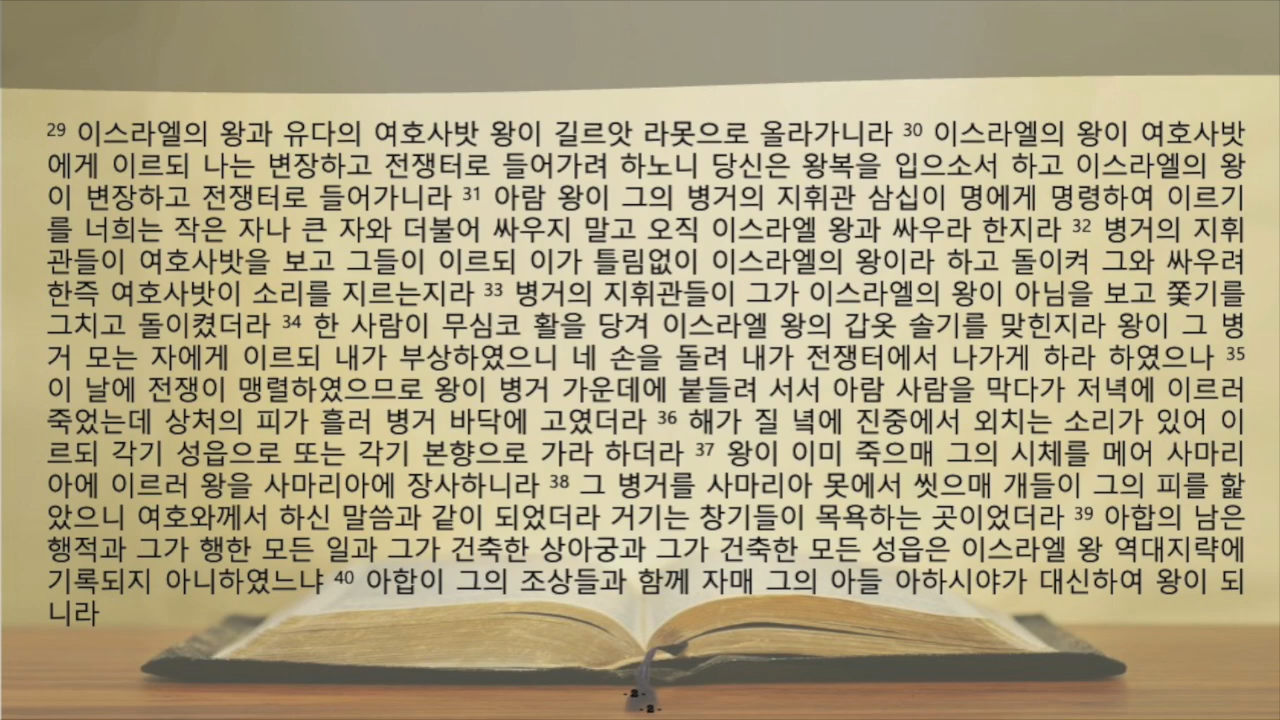 29 이스라엘의 왕과 유다의 여호사밧 왕이 길르앗 라못으로 올라가니라 30 이스라엘의 왕이 여호사밧
에게 이르되 나는 변장하고 전쟁터로 들어가려 하노니 당신은 왕복을 입으소서 하고 이스라엘의 왕
이 변장하고 전쟁터로 들어가니라 31 아람 왕이 그의 병거의 지휘관 삼십이 명에게 명령하여 이르기
를 너희는 작은 자나 큰 자와 더불어 싸우지 말고 오직 이스라엘 왕과 싸우라 한지라 32 병거의 지휘
관들이 여호사밧을 보고 그들이 이르되 이가 틀림없이 이스라엘의 왕이라 하고 돌이켜 그와 싸우려
한즉 여호사밧이 소리를 지르는지라 33 병거의 지휘관들이 그가 이스라엘의 왕이 아님을 보고 쫓기를
그치고 돌이켰더라 34 한 사람이 무심코 활을 당겨 이스라엘 왕의 갑옷 솔기를 맞힌지라 왕이 그 병
거 모는 자에게 이르되 내가 부상하였으니 네 손을 돌려 내가 전쟁터에서 나가게 하라 하였으나 35
이 날에 전쟁이 맹렬하였으므로 왕이 병거 가운데에 붙들려 서서 아람 사람을 막다가 저녁에 이르러
죽었는데 상처의 피가 흘러 병거 바닥에 고였더라 36 해가 질 녘에 진중에서 외치는 소리가 있어 이
르되 각기 성읍으로 또는 각기 본향으로 가라 하더라 37 왕이 이미 죽으매 그의 시체를 메어 사마리
아에 이르러 왕을 사마리아에 장사하니라 38 그 병거를 사마리아 못에서 씻으매 개들이 그의 피를 핥
았으니 여호와께서 하신 말씀과 같이 되었더라 거기는 창기들이 목욕하는 곳이었더라 39 아합의 남은
행적과 그가 행한 모든 일과 그가 건축한 상아궁과 그가 건축한 모든 성읍은 이스라엘 왕 역대지략에
기록되지 아니하였느냐 40 아합이 그의 조상들과 함께 자매 그의 아들 아하시야가 대신하여 왕이 되
니라
- 2 -
- 2 -